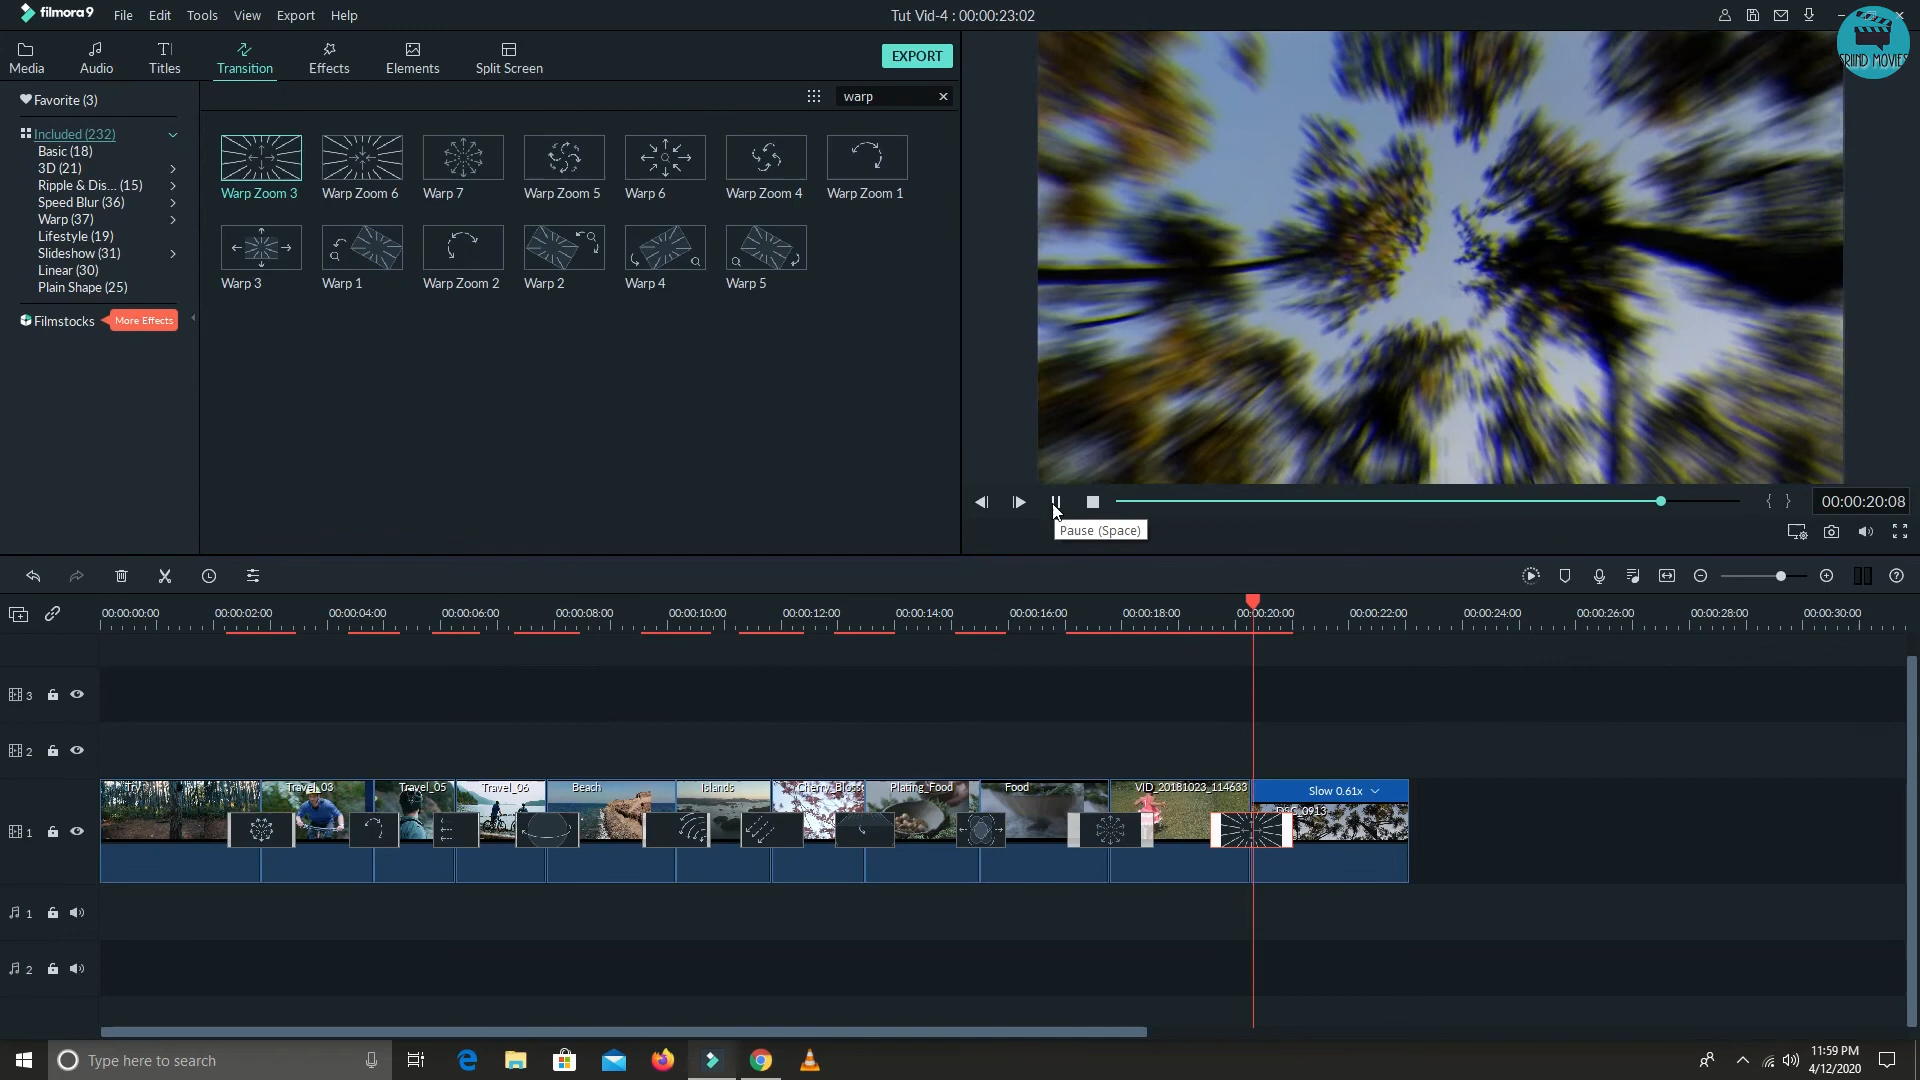 filmora9 File Edit Tools View Export Help Tut Vid-4 : 00:00:23:02
Media Audio Titles Transition Effects Elements Split Screen EXPORT
GRIIND MOVIES
Favorite (3)
Included (232)
Basic (18)
3D (21)
Ripple & Dis... (15)
Speed Blur (36)
Warp (37)
Lifestyle (19)
Slideshow (31)
Linear (30)
Plain Shape (25)
Filmstocks More Effects
warp
Warp Zoom 3 Warp Zoom 6 Warp 7 Warp Zoom 5 Warp 6 Warp Zoom 4 Warp Zoom 1
Warp 3 Warp 1 Warp Zoom 2 Warp 2 Warp 4 Warp 5
00:00:20:08
Pause (Space)
00:00:00:00 00:00:02:00 00:00:04:00 00:00:06:00 00:00:08:00 00:00:10:00 00:00:12:00 00:00:14:00 00:00:16:00 00:00:18:00 00:00:20:00 00:00:22:00 00:00:24:00 00:00:26:00 00:00:28:00 00:00:30:00
3
2
Try Travel_03 Travel_05 Travel_06 Beach Islands Cherry_Bloss Plating_Food Food VID_20181023_114633 Slow 0.61x
DSC_0913
1
1
2
Type here to search
11:59 PM
4/12/2020